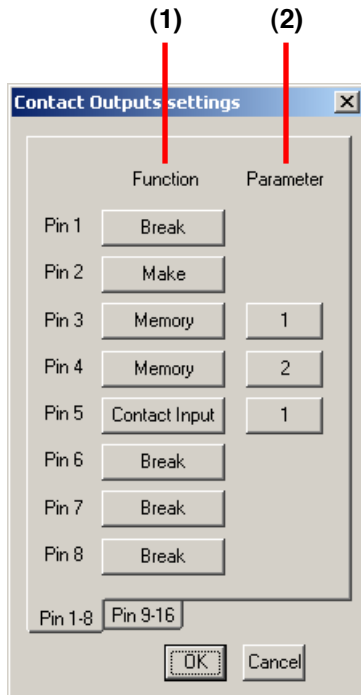 (1) (2)
Contact Outputs settings
Function Parameter
Pin 1 Break
Pin 2 Make
Pin 3 Memory 1
Pin 4 Memory 2
Pin 5 Contact Input 1
Pin 6 Break
Pin 7 Break
Pin 8 Break
Pin 1-8 Pin 9-16
OK Cancel